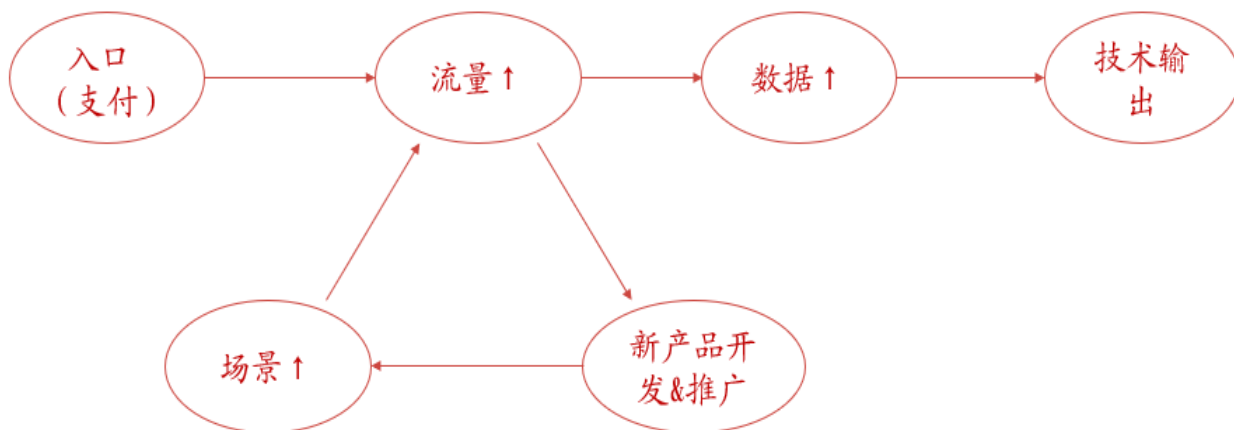 入口
（支付）
流量↑
数据↑
技术输
出
场景↑
新产品开
发&推广